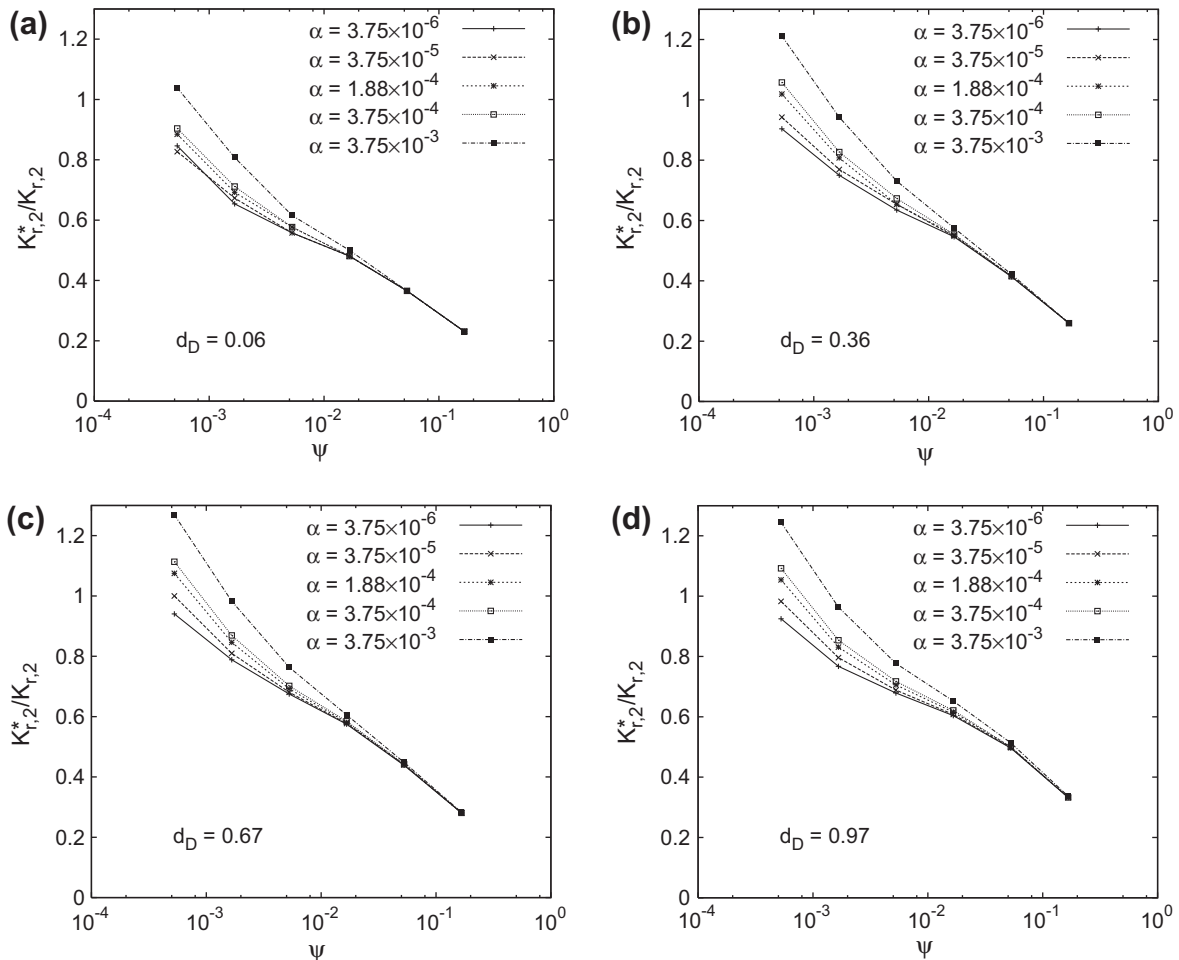 (a)
1.2
1
0.8
0.6
0.4
0.2
0
K*r,2/Kr,2
α = 3.75×10⁻⁶
α = 3.75×10⁻⁵
α = 1.88×10⁻⁴
α = 3.75×10⁻⁴
α = 3.75×10⁻³
d_D = 0.06
10⁻⁴ 10⁻³ 10⁻² 10⁻¹ 10⁰
ψ
(b)
1.2
1
0.8
0.6
0.4
0.2
0
K*r,2/Kr,2
α = 3.75×10⁻⁶
α = 3.75×10⁻⁵
α = 1.88×10⁻⁴
α = 3.75×10⁻⁴
α = 3.75×10⁻³
d_D = 0.36
10⁻⁴ 10⁻³ 10⁻² 10⁻¹ 10⁰
ψ
(c)
1.2
1
0.8
0.6
0.4
0.2
0
K*r,2/Kr,2
α = 3.75×10⁻⁶
α = 3.75×10⁻⁵
α = 1.88×10⁻⁴
α = 3.75×10⁻⁴
α = 3.75×10⁻³
d_D = 0.67
10⁻⁴ 10⁻³ 10⁻² 10⁻¹ 10⁰
ψ
(d)
1.2
1
0.8
0.6
0.4
0.2
0
K*r,2/Kr,2
α = 3.75×10⁻⁶
α = 3.75×10⁻⁵
α = 1.88×10⁻⁴
α = 3.75×10⁻⁴
α = 3.75×10⁻³
d_D = 0.97
10⁻⁴ 10⁻³ 10⁻² 10⁻¹ 10⁰
ψ